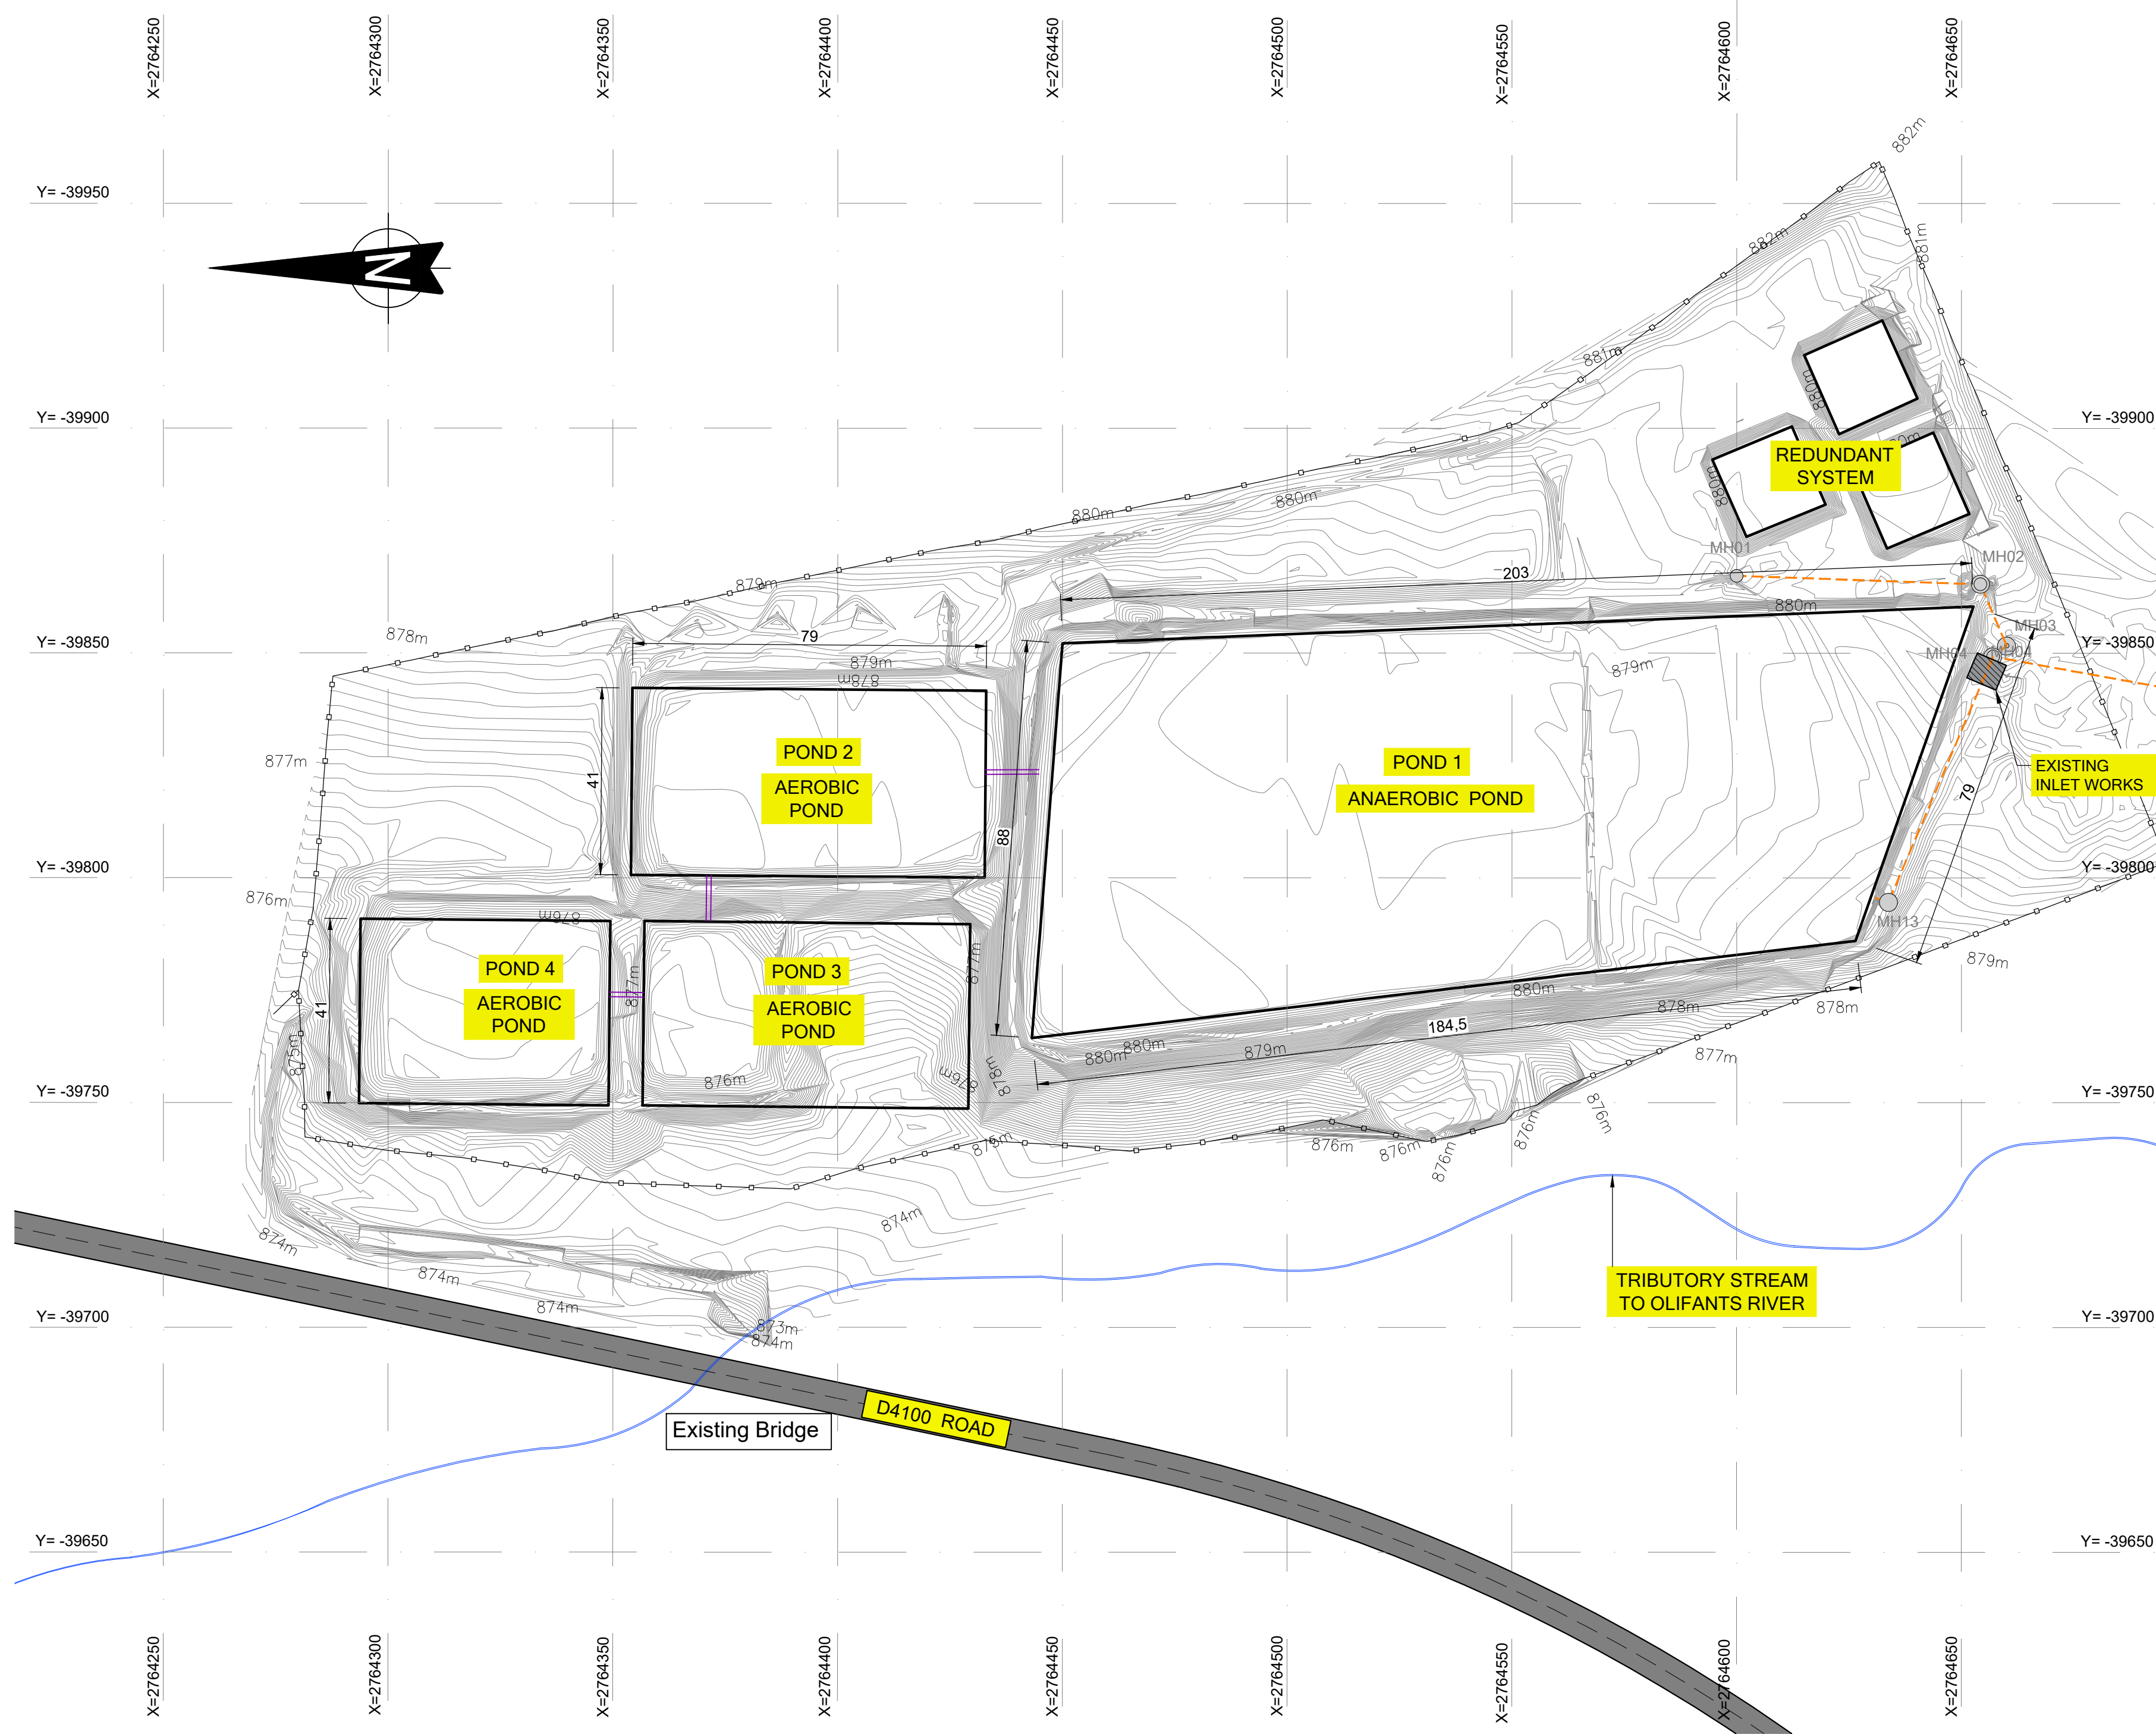 X=2764250
X=2764300
X=2764350
X=2764400
X=2764450
X=2764500
X=2764550
X=2764600
X=2764650
882m
Y= -39950
882m
881m
N
881m
880m
Y= -39900
Y= -39900
REDUNDANT
SYSTEM
880m
880m
880m
MH01
MH02
203
879m
880m
878m
79
MH03
Y= -39850
Y= -39850
MH04
MH04
879m
878m
879m
POND 2
AEROBIC
POND
41
POND 1
ANAEROBIC POND
877m
EXISTING
INLET WORKS
79
88
Y= -39800
Y= -39800
876m
878m
MH13
POND 4
AEROBIC
POND
POND 3
AEROBIC
POND
877m
877m
41
879m
880m
878m
878m
184,5
880m
880m
879m
877m
875m
876m
876m
878m
Y= -39750
Y= -39750
876m
876m
876m
876m
876m
874m
874m
874m
874m
TRIBUTORY STREAM
TO OLIFANTS RIVER
Y= -39700
Y= -39700
873m
874m
D4100 ROAD
Existing Bridge
Y= -39650
Y= -39650
X=2764250
X=2764300
X=2764350
X=2764400
X=2764450
X=2764500
X=2764550
X=2764600
X=2764650